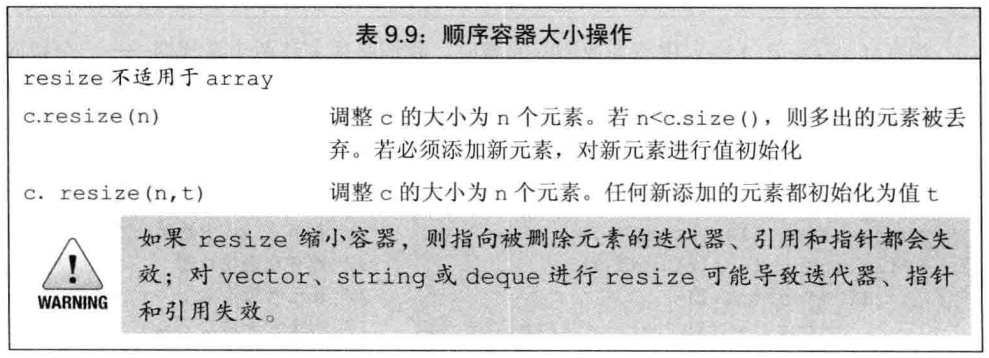 表 9.9：顺序容器大小操作
resize 不适用于 array
c.resize(n) 调整 c 的大小为 n 个元素。若 n<c.size()，则多出的元素被丢
弃。若必须添加新元素，对新元素进行值初始化
c. resize(n,t) 调整 c 的大小为 n 个元素。任何新添加的元素都初始化为值 t
如果 resize 缩小容器，则指向被删除元素的迭代器、引用和指针都会失
效；对 vector、string 或 deque 进行 resize 可能导致迭代器、指针
和引用失效。
WARNING